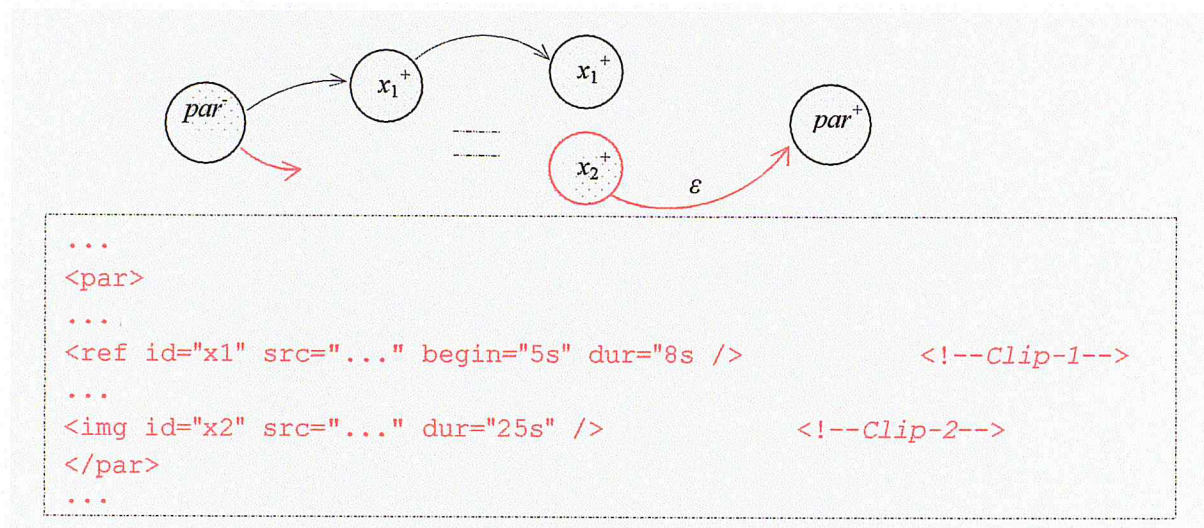 par-
x₁⁺
x₁⁺
par⁺
x₂⁺
ε
...
<par>
...
<ref id="x1" src="..." begin="5s" dur="8s /> <!--Clip-1-->
...
<img id="x2" src="..." dur="25s" /> <!--Clip-2-->
</par>
...